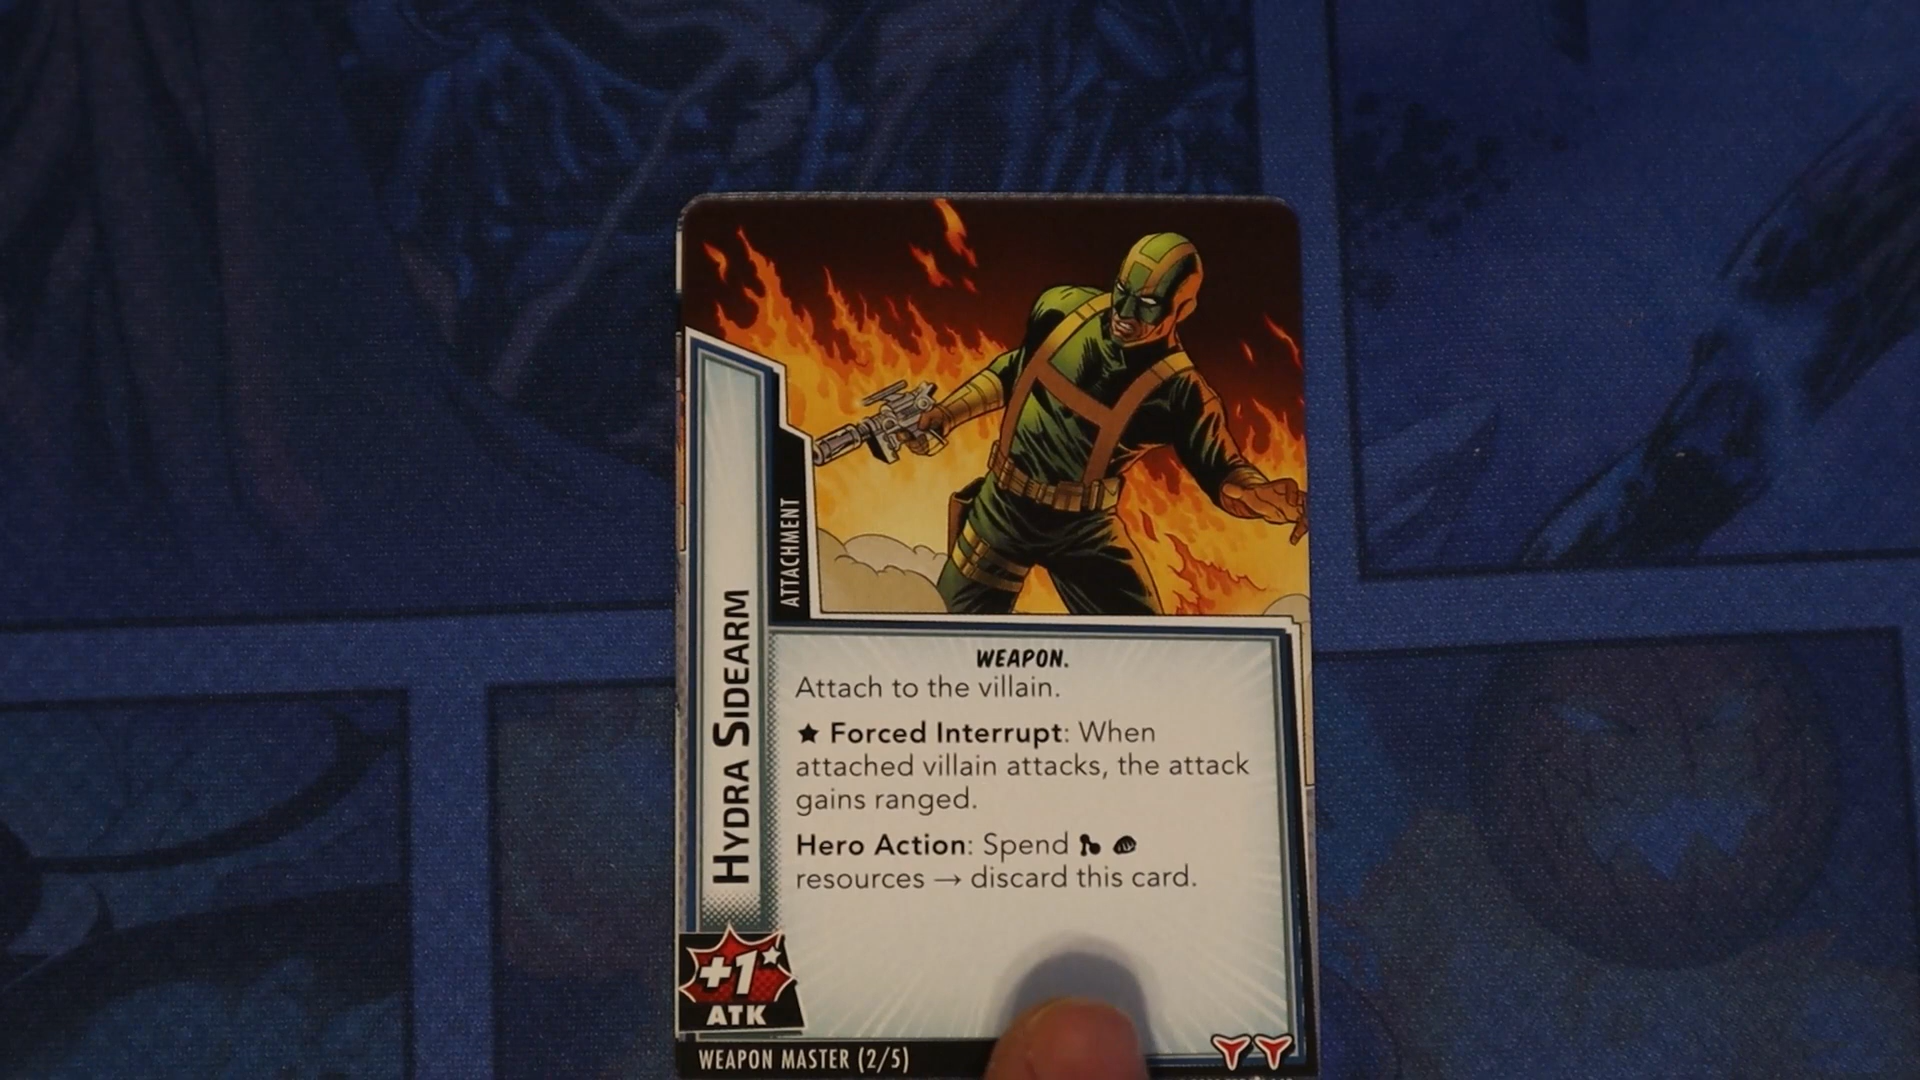 ATTACHMENT
HYDRA SIDEARM
WEAPON.
Attach to the villain.
★ Forced Interrupt: When
attached villain attacks, the attack
gains ranged.
Hero Action: Spend
resources → discard this card.
+1★
ATK
WEAPON MASTER (2/5)